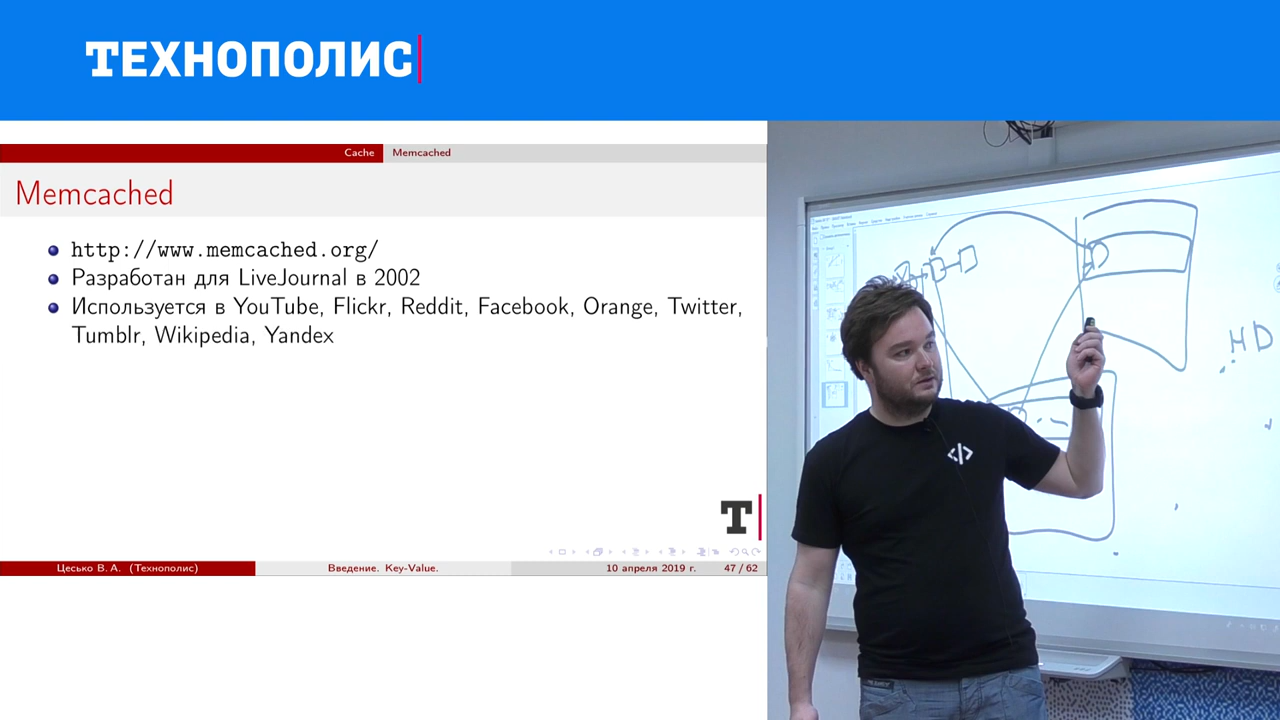 ТЕХНОПОЛИС
Cache Memcached
Memcached
http://www.memcached.org/
Разработан для LiveJournal в 2002
Используется в YouTube, Flickr, Reddit, Facebook, Orange, Twitter,
Tumblr, Wikipedia, Yandex
Т
Цесько В. А. (Технополис) Введение. Key-Value. 10 апреля 2019 г. 47 / 62
HD